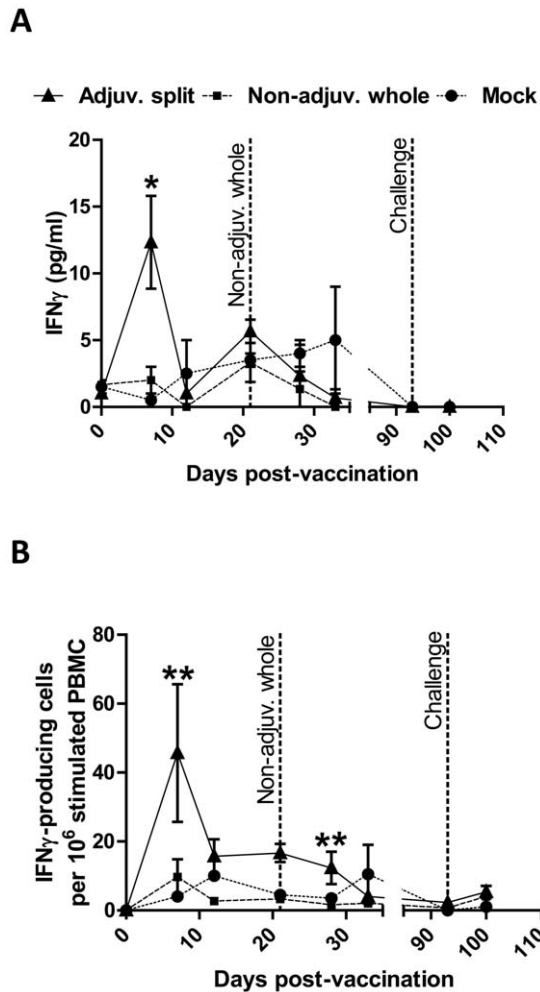 A
Adjuv. split Non-adjuv. whole Mock
IFNγ (pg/ml)
20
15
10
5
0
*
Non-adjuv. whole
Challenge
0 10 20 30 90 100 110
Days post-vaccination
B
IFNγ-producing cells
per 10⁶ stimulated PBMC
80
60
40
20
0
**
**
Non-adjuv. whole
Challenge
0 10 20 30 90 100 110
Days post-vaccination